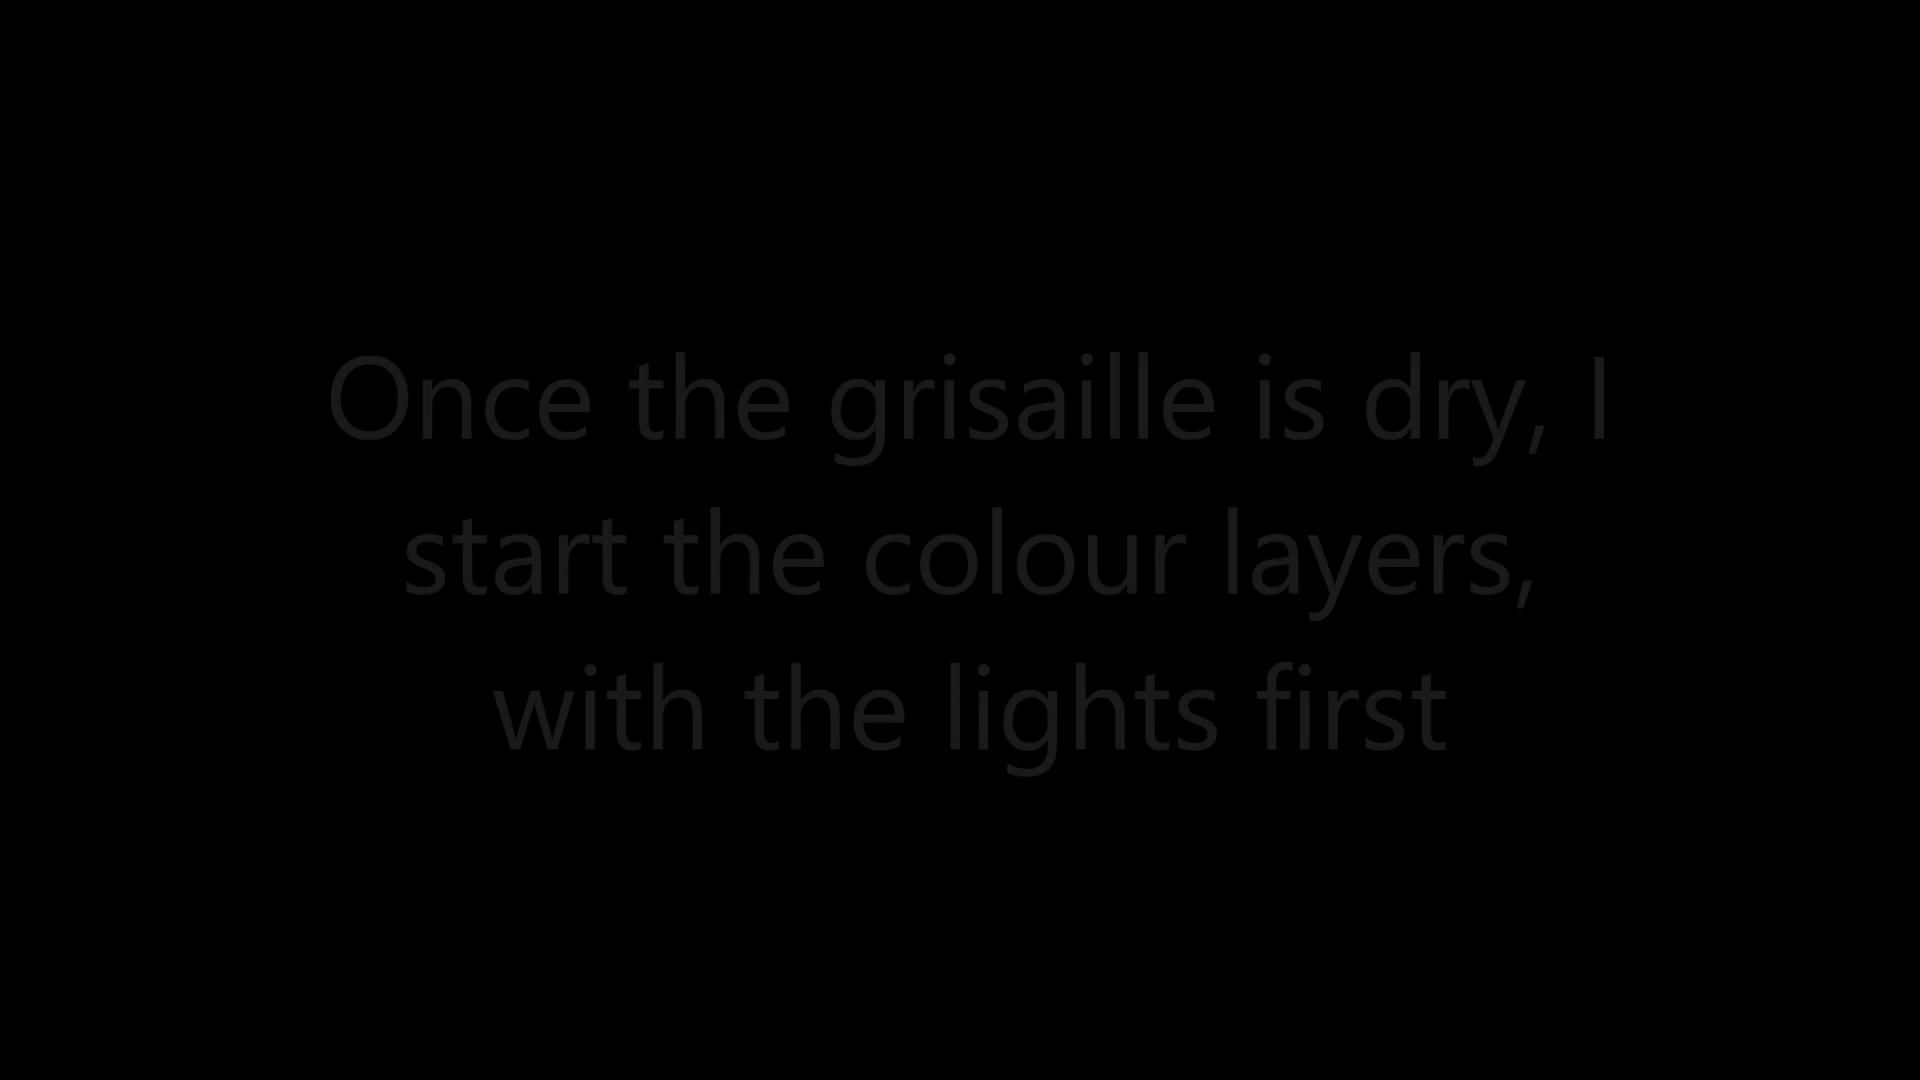 Once the grisaille is dry, I
start the colour layers,
with the lights first